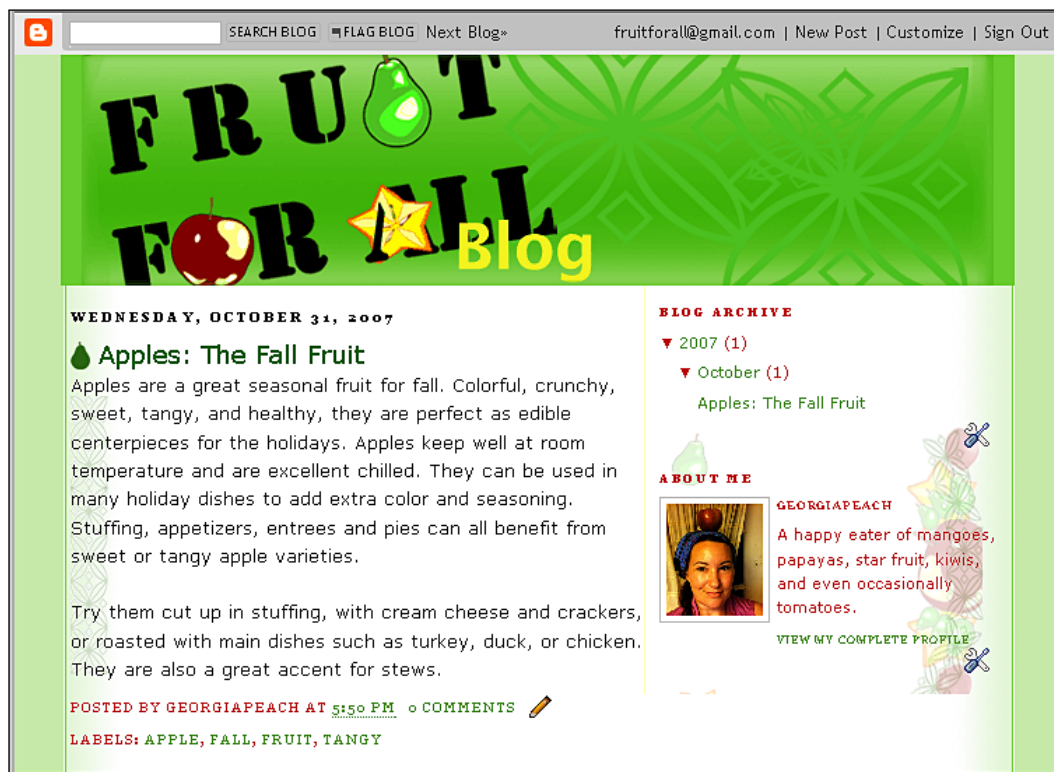 SEARCH BLOG FLAG BLOG Next Blog» fruitforall@gmail.com | New Post | Customize | Sign Out
FRUIT
FOR ALL
Blog
WEDNESDAY, OCTOBER 31, 2007
Apples: The Fall Fruit
Apples are a great seasonal fruit for fall. Colorful, crunchy,
sweet, tangy, and healthy, they are perfect as edible
centerpieces for the holidays. Apples keep well at room
temperature and are excellent chilled. They can be used in
many holiday dishes to add extra color and seasoning.
Stuffing, appetizers, entrees and pies can all benefit from
sweet or tangy apple varieties.
Try them cut up in stuffing, with cream cheese and crackers,
or roasted with main dishes such as turkey, duck, or chicken.
They are also a great accent for stews.
POSTED BY GEORGIAPEACH AT 5:50 PM 0 COMMENTS
LABELS: APPLE, FALL, FRUIT, TANGY
BLOG ARCHIVE
▼ 2007 (1)
▼ October (1)
Apples: The Fall Fruit
ABOUT ME
GEORGIAPEACH
A happy eater of mangoes,
papayas, star fruit, kiwis,
and even occasionally
tomatoes.
VIEW MY COMPLETE PROFILE